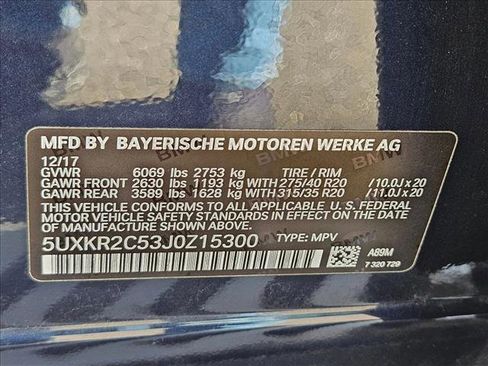 MFD BY BAYERISCHE MOTOREN WERKE AG
12/17
GVWR 6069 lbs 2753 kg TIRE / RIM
GAWR FRONT 2630 lbs 1193 kg WITH 275/40 R20 / 10.0J x 20
GAWR REAR 3589 lbs 1628 kg WITH 315/35 R20 / 11.0J x 20
THIS VEHICLE CONFORMS TO ALL APPLICABLE U. S. FEDERAL
MOTOR VEHICLE SAFETY AND THEFT PREVENTION STANDARDS
IN EFFECT ON THE DATE OF MANUFACTURE SHOWN ABOVE.
5UXKR2C53J0Z15300 TYPE: MPV A89M
7 320 729